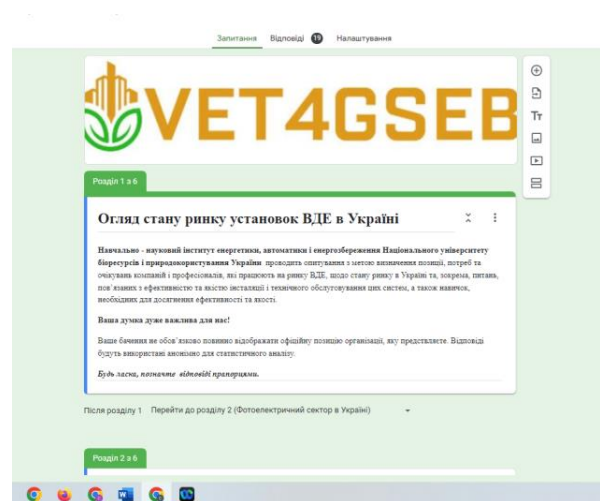 Запитання Відповіді 19 Налаштування
VET4GSEB
Розділ 1 з 6
Огляд стану ринку установок ВДЕ в Україні
Навчально - науковий інститут енергетики, автоматики і енергозбереження Національного університету
біоресурсів і природокористування України проводить опитування з метою визначення позиції, потреб та
очікувань компаній і професіоналів, які працюють на ринку ВДЕ, щодо стану ринку в Україні та, зокрема, питань,
пов'язаних з ефективністю та якістю інсталяції і технічного обслуговування цих систем, а також навичок,
необхідних для досягнення ефективності та якості.
Ваша думка дуже важлива для нас!
Ваше бачення не обов'язково повинно відображати офіційну позицію організації, яку представляєте. Відповіді
будуть використані анонімно для статистичного аналізу.
Будь ласка, позначте відповіді прапорцями.
Після розділу 1 Перейти до розділу 2 (Фотоелектричний сектор в Україні)
Розділ 2 з 6